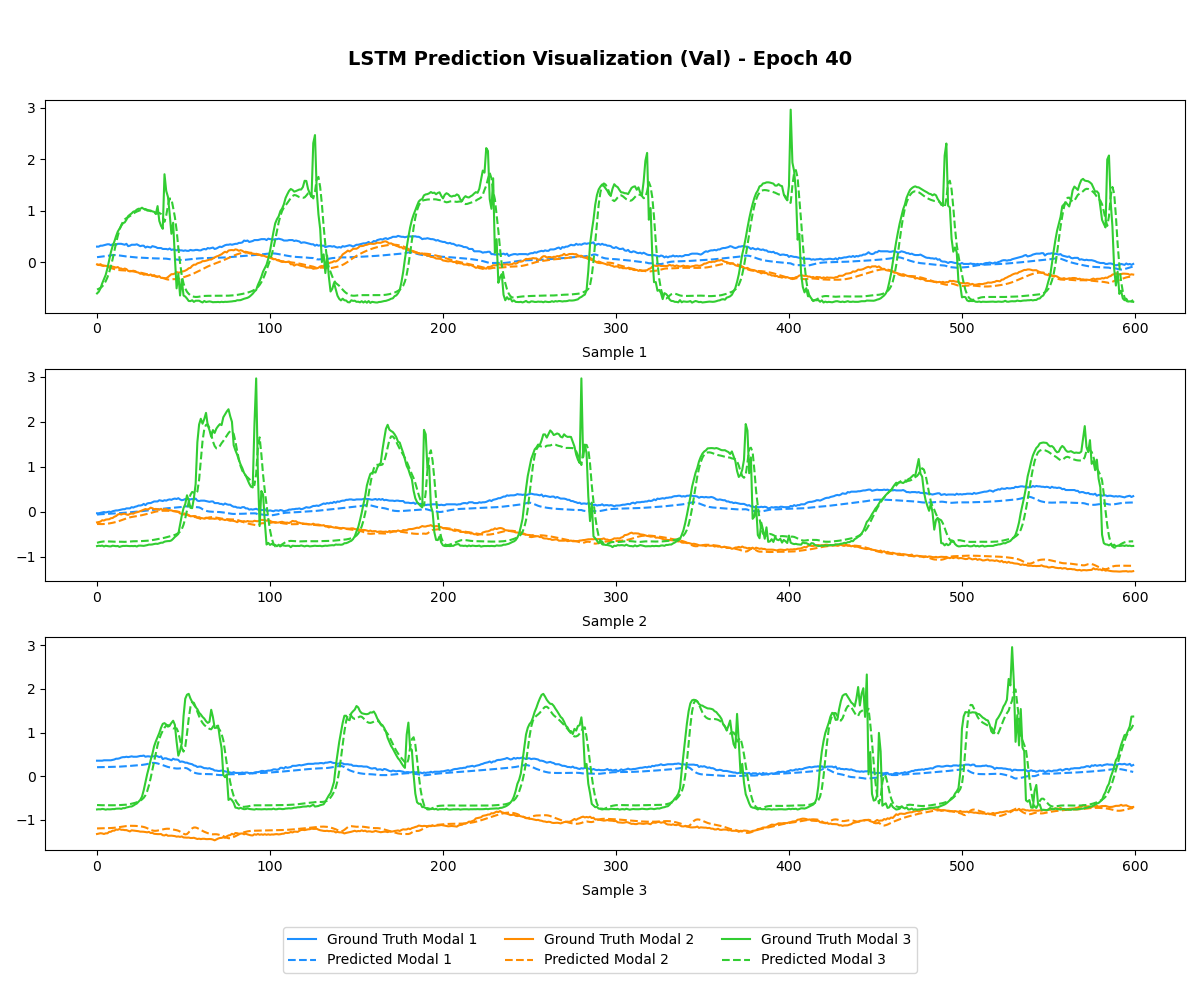 LSTM Prediction Visualization (Val) - Epoch 40
3
2
1
0
0 100 200 300 400 500 600
Sample 1
3
2
1
0
−1
0 100 200 300 400 500 600
Sample 2
3
2
1
0
−1
0 100 200 300 400 500 600
Sample 3
Ground Truth Modal 1 Ground Truth Modal 2 Ground Truth Modal 3
Predicted Modal 1 Predicted Modal 2 Predicted Modal 3